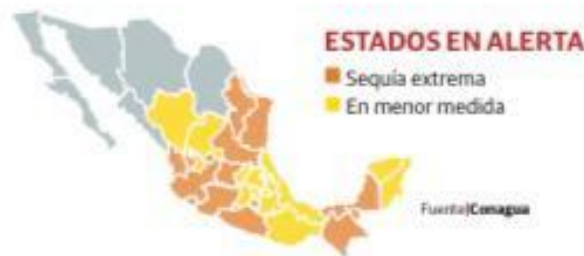 ESTADOS EN ALERTA
Sequía extrema
En menor medida
Fuente|Conagua